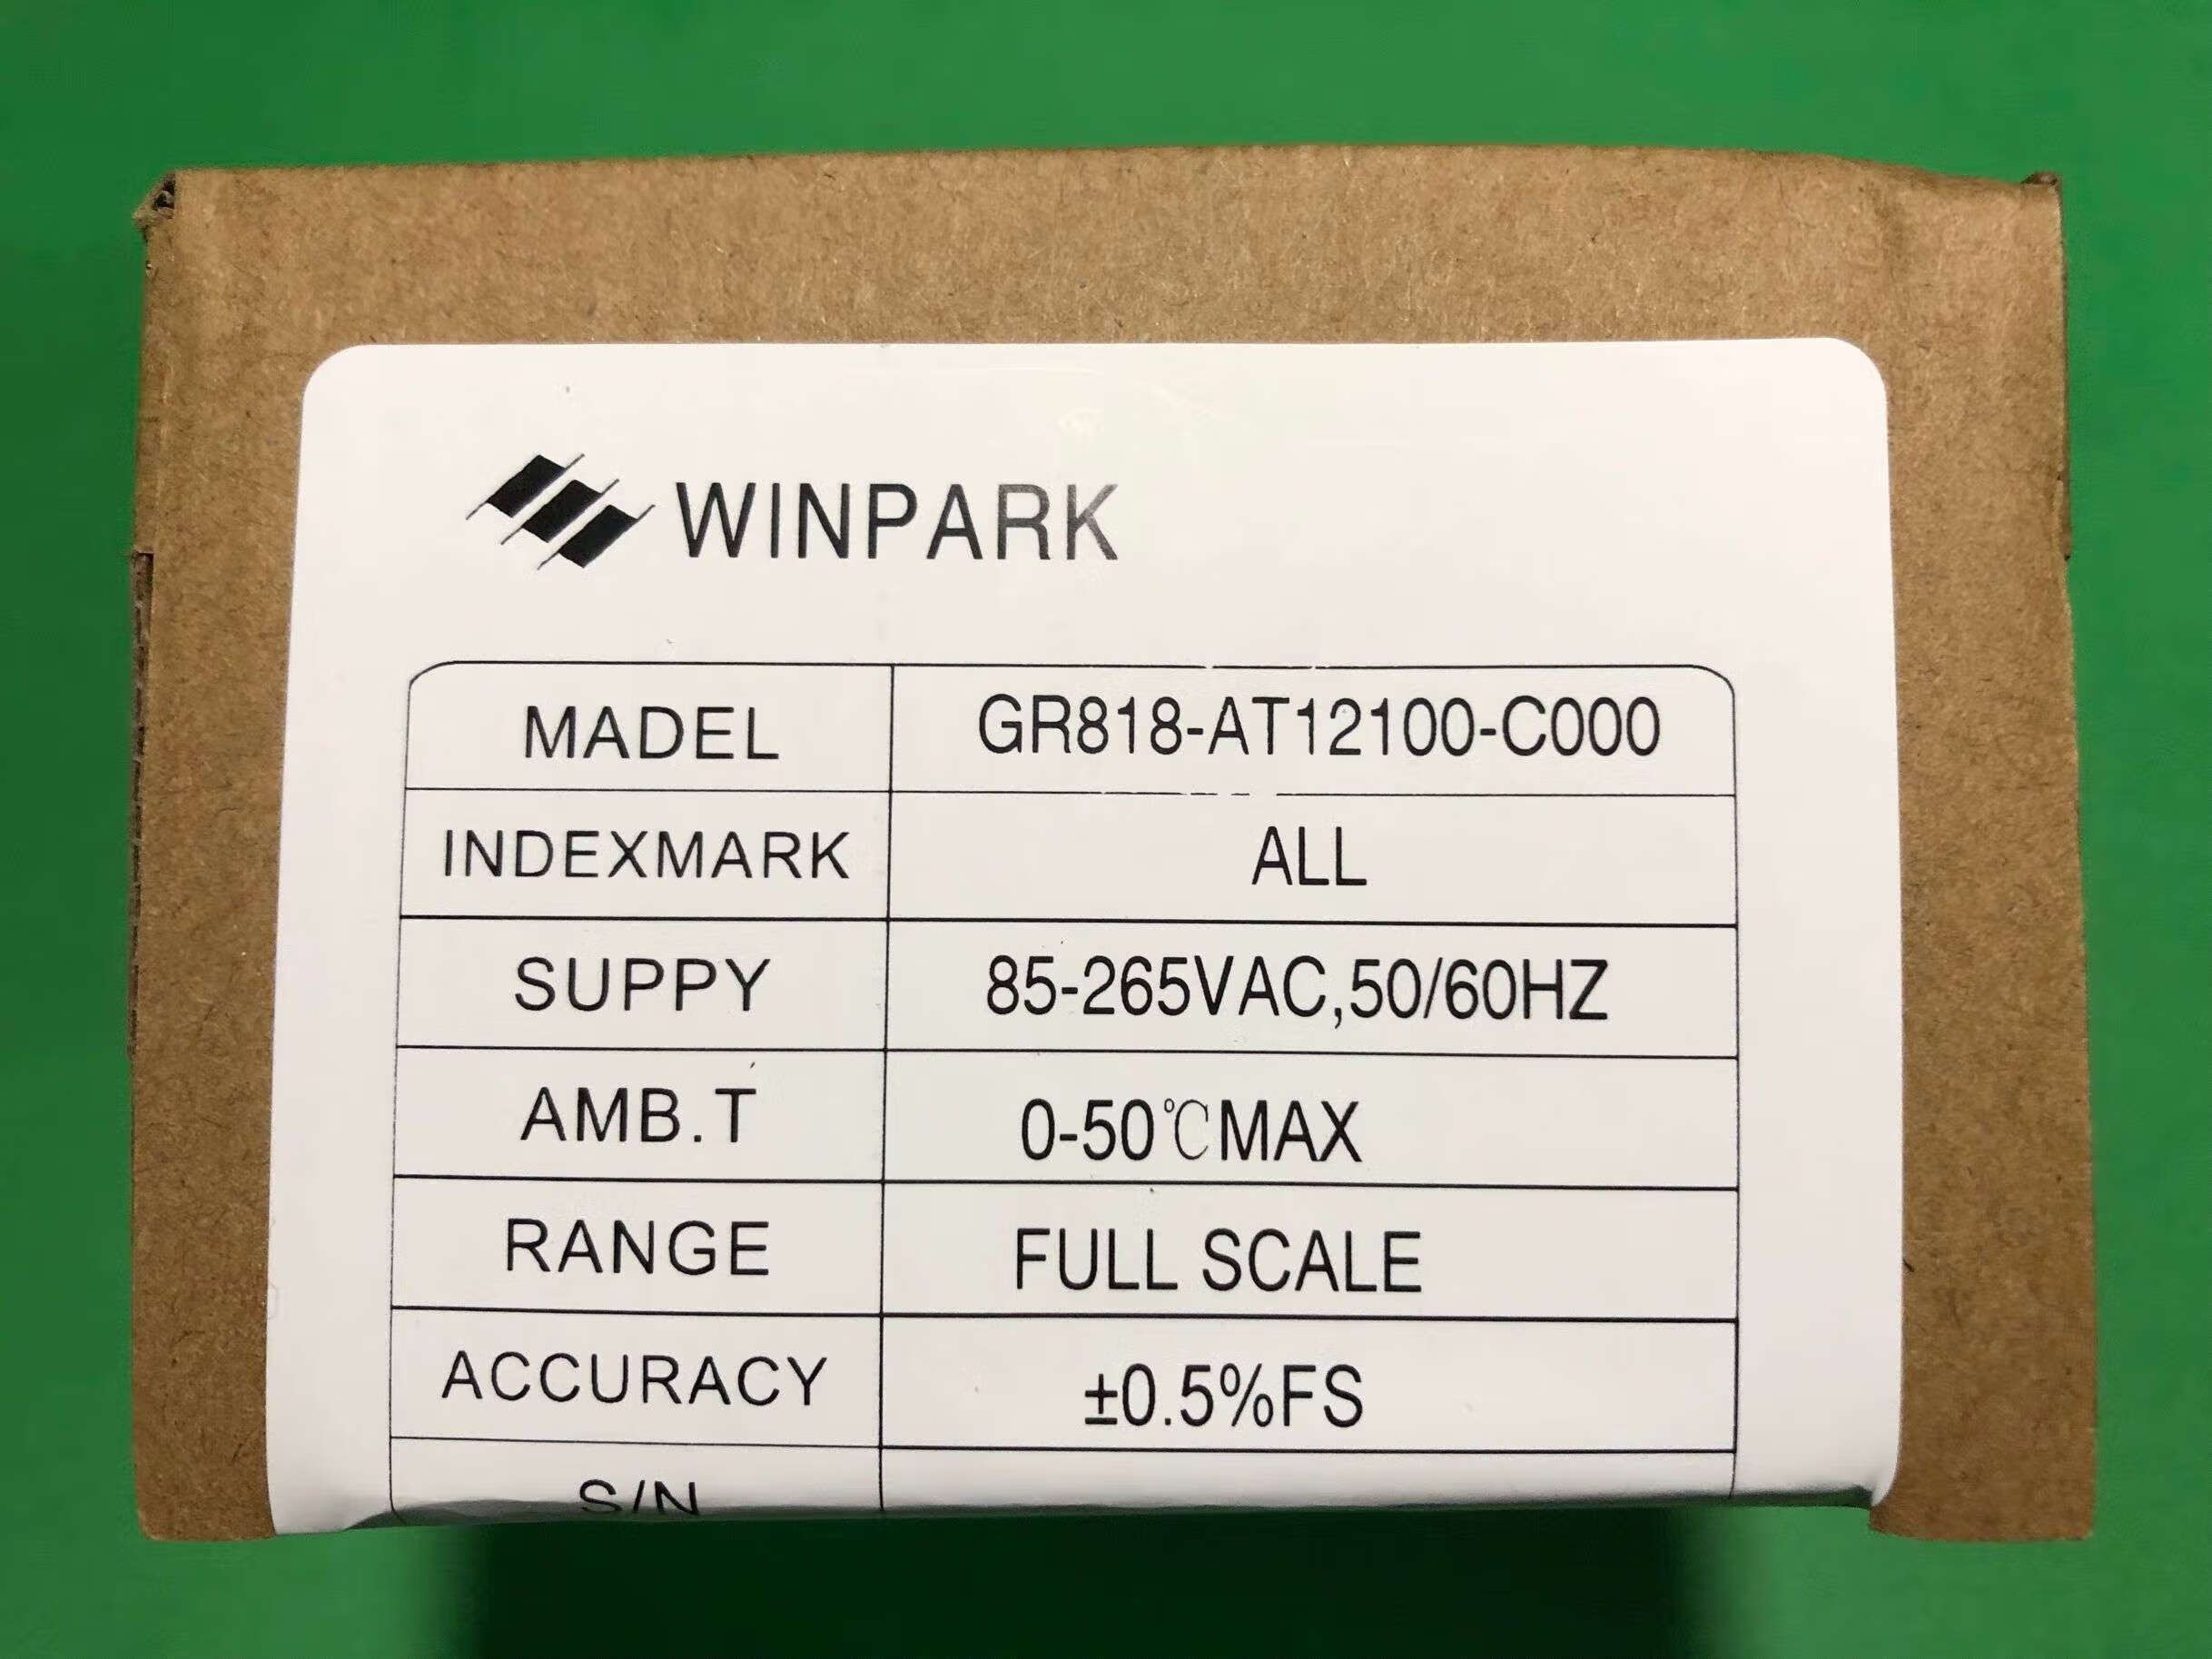 WINPARK
MADEL GR818-AT12100-C000
INDEXMARK ALL
SUPPY 85-265VAC,50/60HZ
AMB.T 0-50℃MAX
RANGE FULL SCALE
ACCURACY ±0.5%FS
S/N